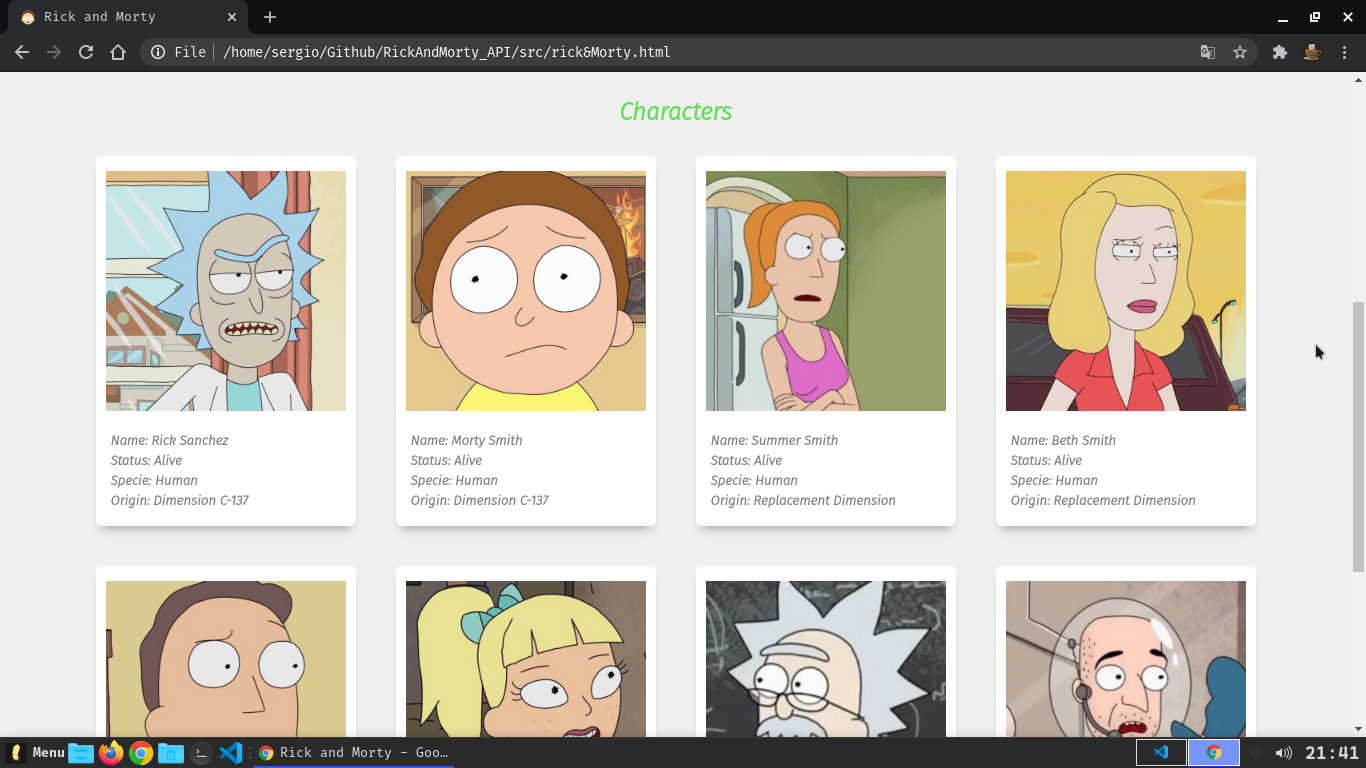 Rick and Morty
File
/home/sergio/Github/RickAndMorty_API/src/rick&Morty.html
Characters
Name: Rick Sanchez
Status: Alive
Specie: Human
Origin: Dimension C-137
Name: Morty Smith
Status: Alive
Specie: Human
Origin: Dimension C-137
Name: Summer Smith
Status: Alive
Specie: Human
Origin: Replacement Dimension
Name: Beth Smith
Status: Alive
Specie: Human
Origin: Replacement Dimension
Menu
Rick and Morty - Goo…
21:41